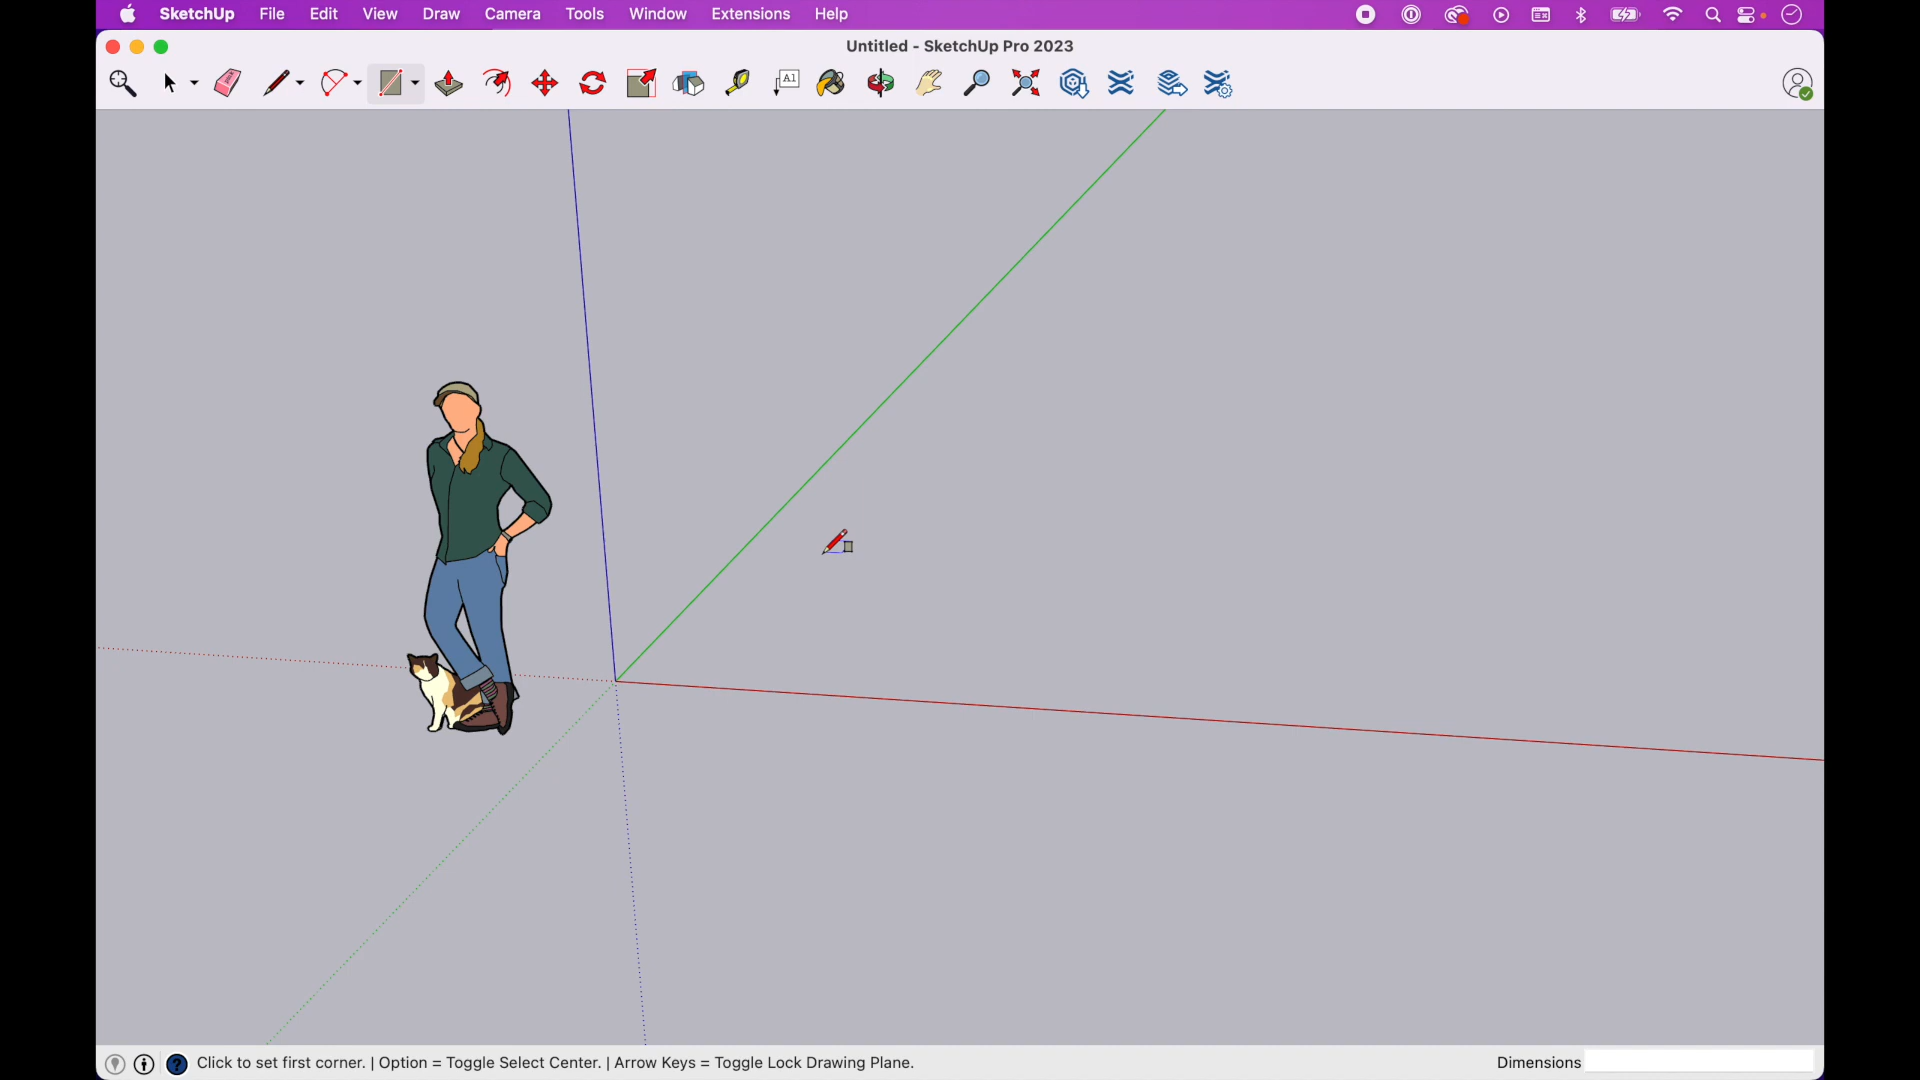 SketchUp File Edit View Draw Camera Tools Window Extensions Help
Untitled - SketchUp Pro 2023
A1
Click to set first corner. | Option = Toggle Select Center. | Arrow Keys = Toggle Lock Drawing Plane.
Dimensions